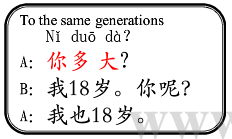 To the same generations
Nǐ duō dà?
A: 你多大?
B: 我18岁。你呢?
A: 我也18岁。